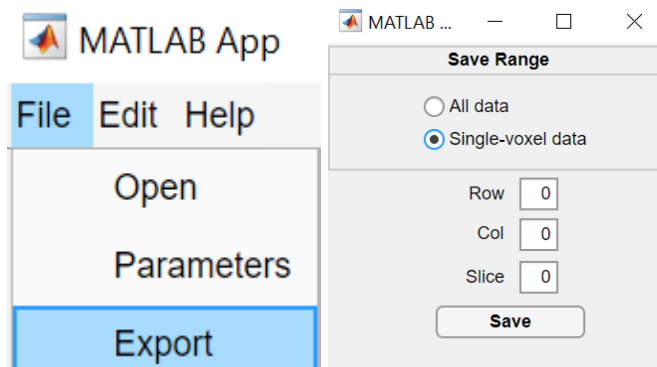 MATLAB App
File Edit Help
Open
Parameters
Export
MATLAB ...
Save Range
All data
Single-voxel data
Row 0
Col 0
Slice 0
Save